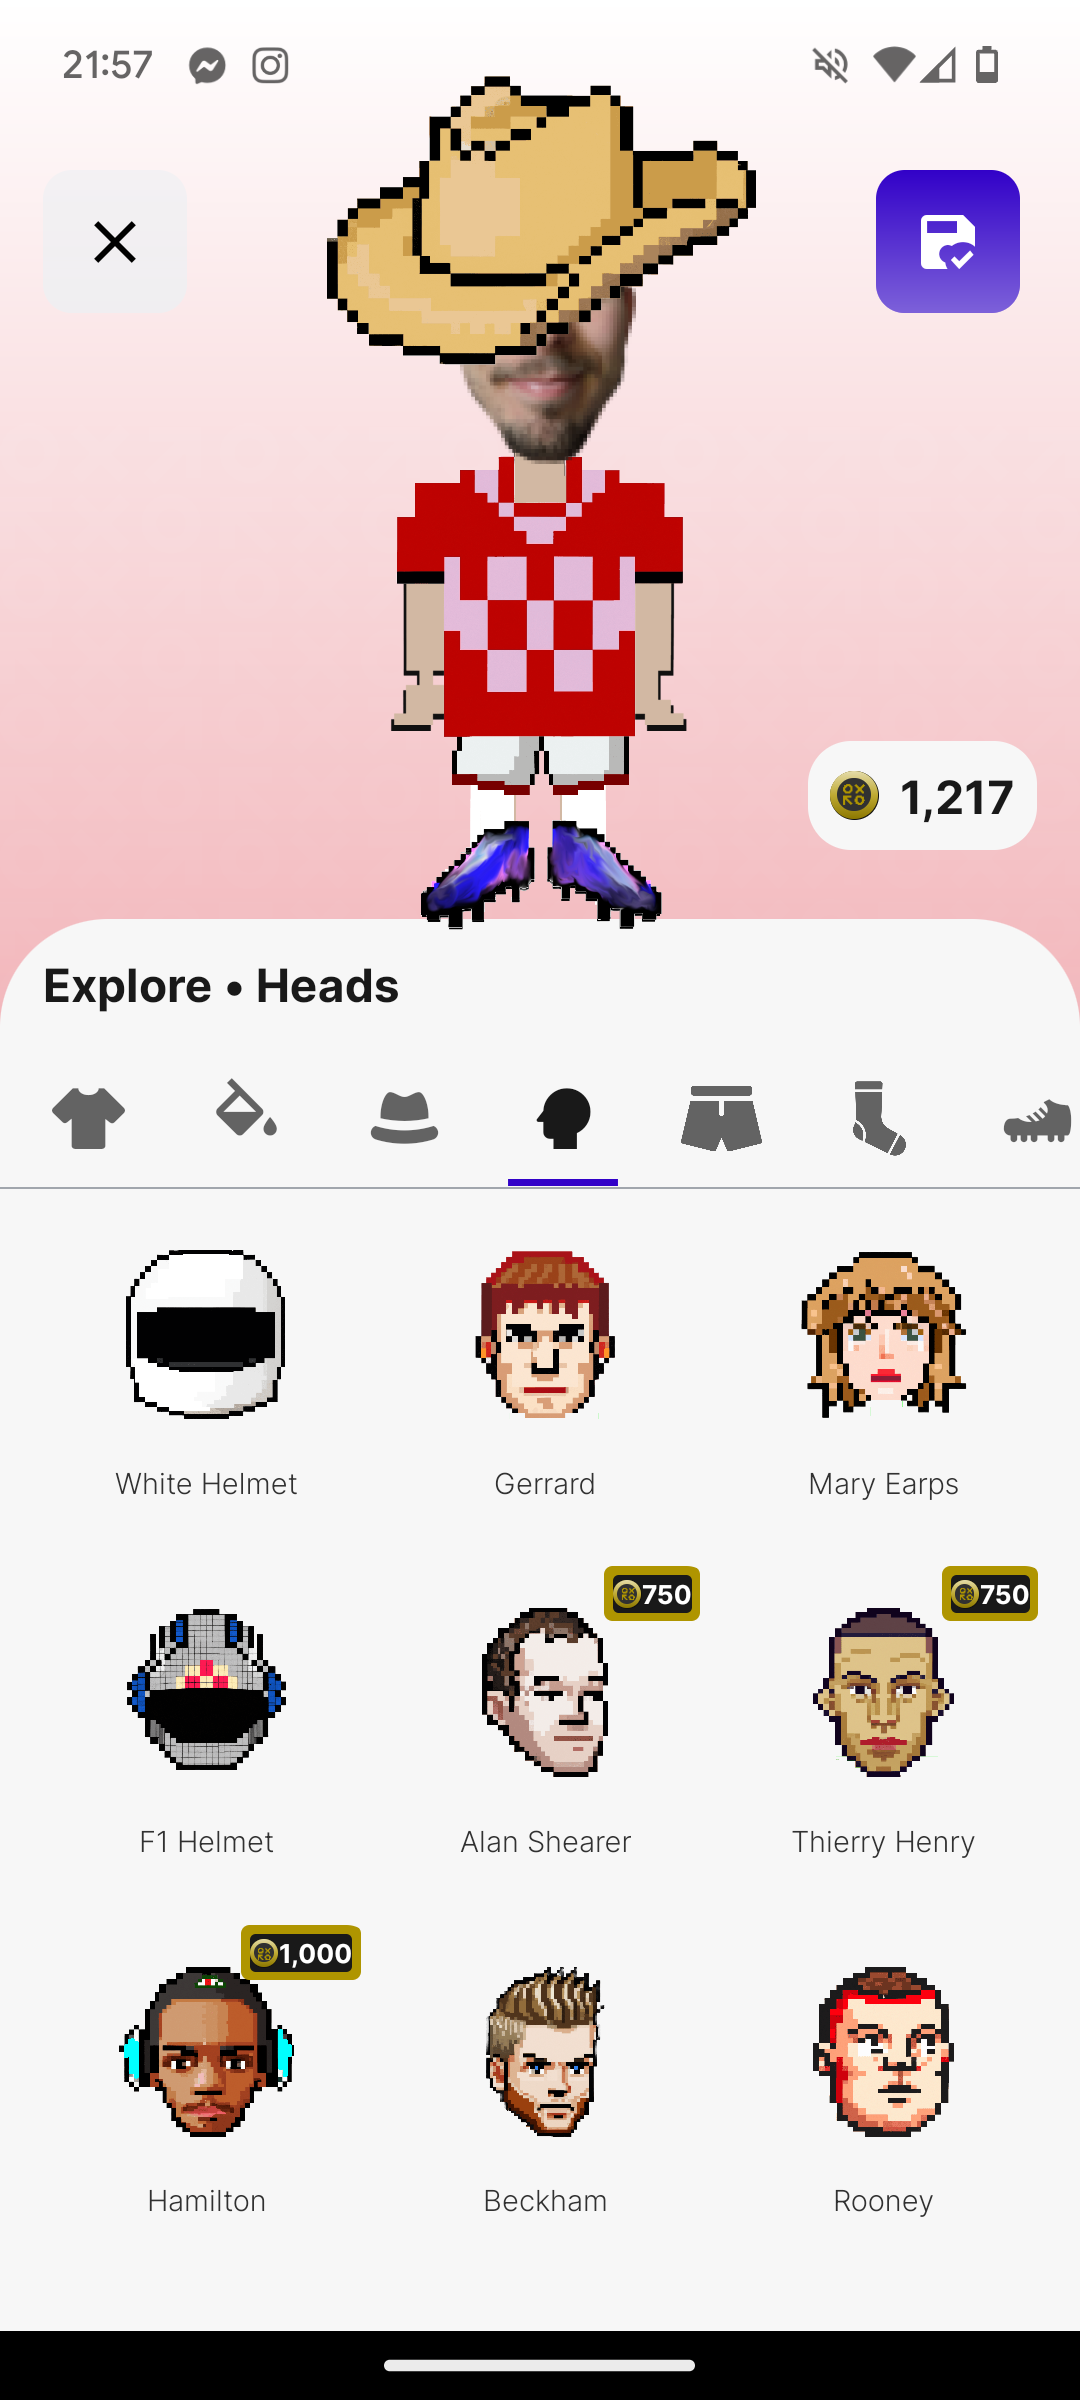 21:57
1,217
Explore • Heads
White Helmet
Gerrard
Mary Earps
750
750
F1 Helmet
Alan Shearer
Thierry Henry
1,000
Hamilton
Beckham
Rooney